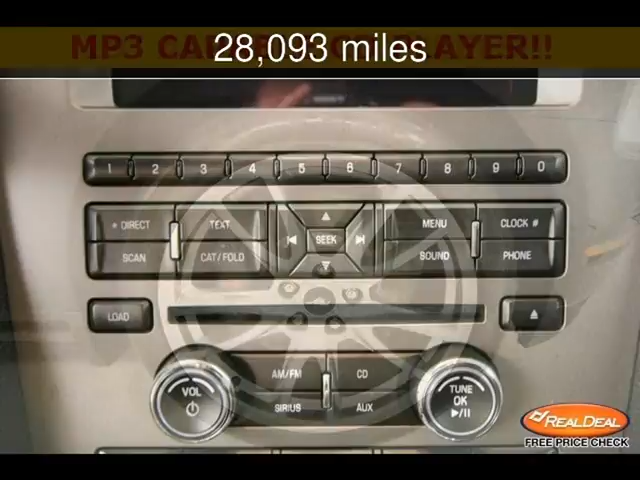 MP3 CAPABLE CD PLAYER!!
28,093 miles
1 2 3 4 5 6 7 8 9 0
* DIRECT TEXT MENU CLOCK #
SEEK
SCAN CAT/FOLD SOUND PHONE
LOAD
AM/FM CD
VOL TUNE
OK
SIRIUS AUX
REALDEAL
FREE PRICE CHECK